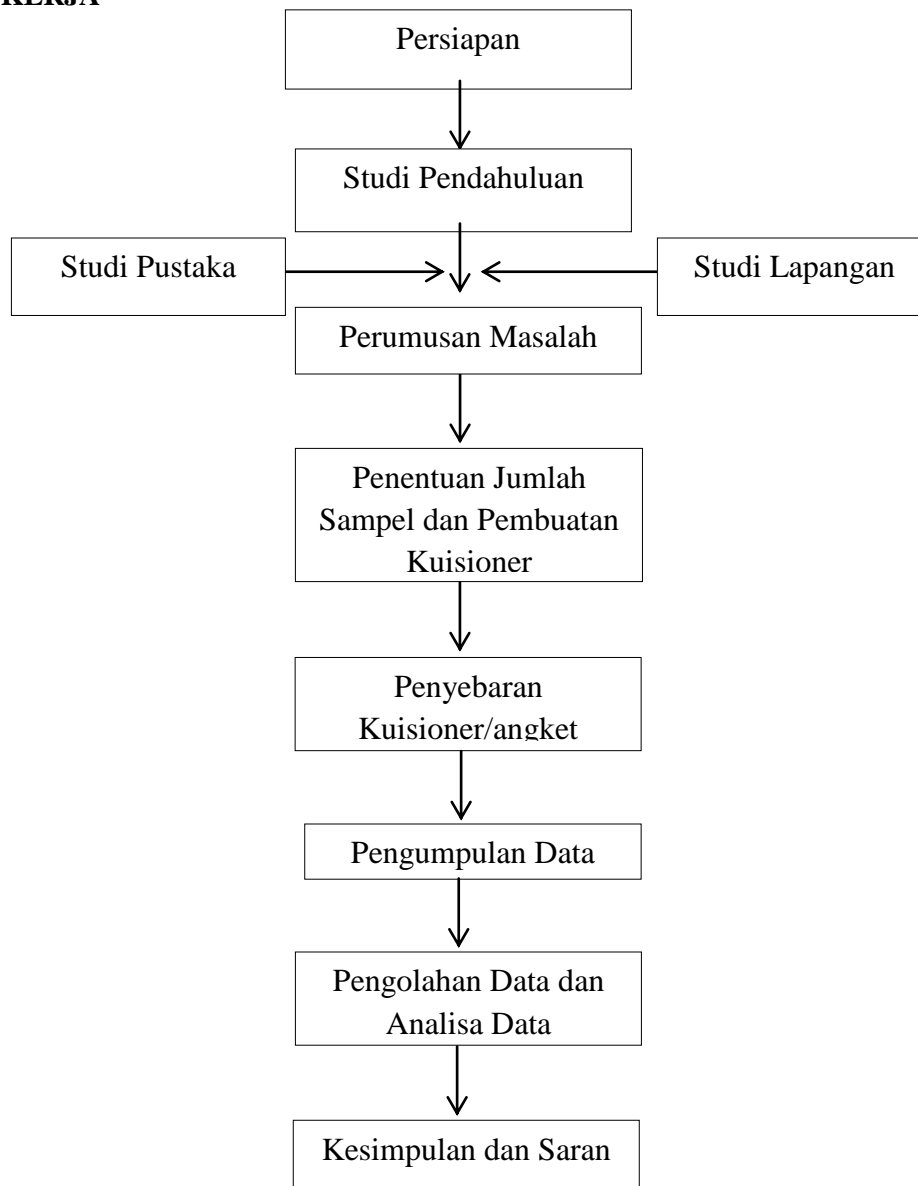 KERJA
Persiapan
Studi Pendahuluan
Studi Pustaka
Studi Lapangan
Perumusan Masalah
Penentuan Jumlah
Sampel dan Pembuatan
Kuisioner
Penyebaran
Kuisioner/angket
Pengumpulan Data
Pengolahan Data dan
Analisa Data
Kesimpulan dan Saran